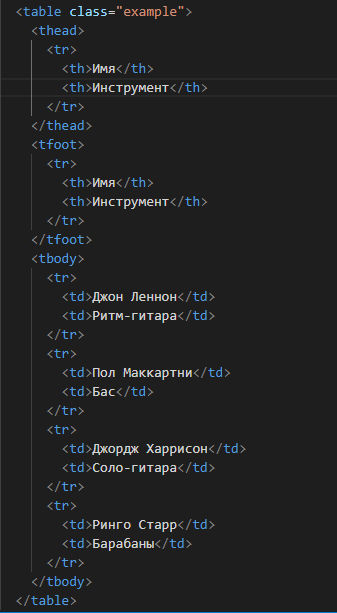 <table class="example">
<thead>
<tr>
<th>Имя</th>
<th>Инструмент</th>
</tr>
</thead>
<tfoot>
<tr>
<th>Имя</th>
<th>Инструмент</th>
</tr>
</tfoot>
<tbody>
<tr>
<td>Джон Леннон</td>
<td>Ритм-гитара</td>
</tr>
<tr>
<td>Пол Маккартни</td>
<td>Бас</td>
</tr>
<tr>
<td>Джордж Харрисон</td>
<td>Соло-гитара</td>
</tr>
<tr>
<td>Ринго Старр</td>
<td>Барабаны</td>
</tr>
</tbody>
</table>